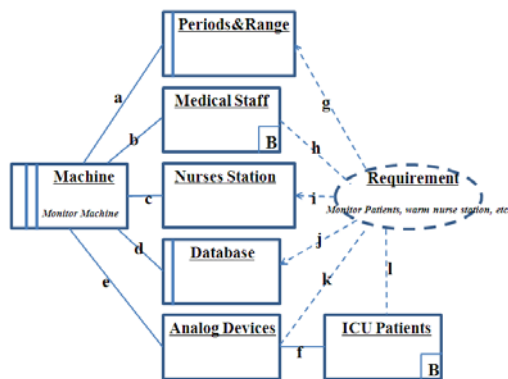 Periods&Range
a
g
Medical Staff
b
h
B
Machine
Nurses Station
Requirement
Monitor Machine
c
i
Monitor Patients, warm nurse station, etc
d
Database
j
e
k
l
Analog Devices
f
ICU Patients
B